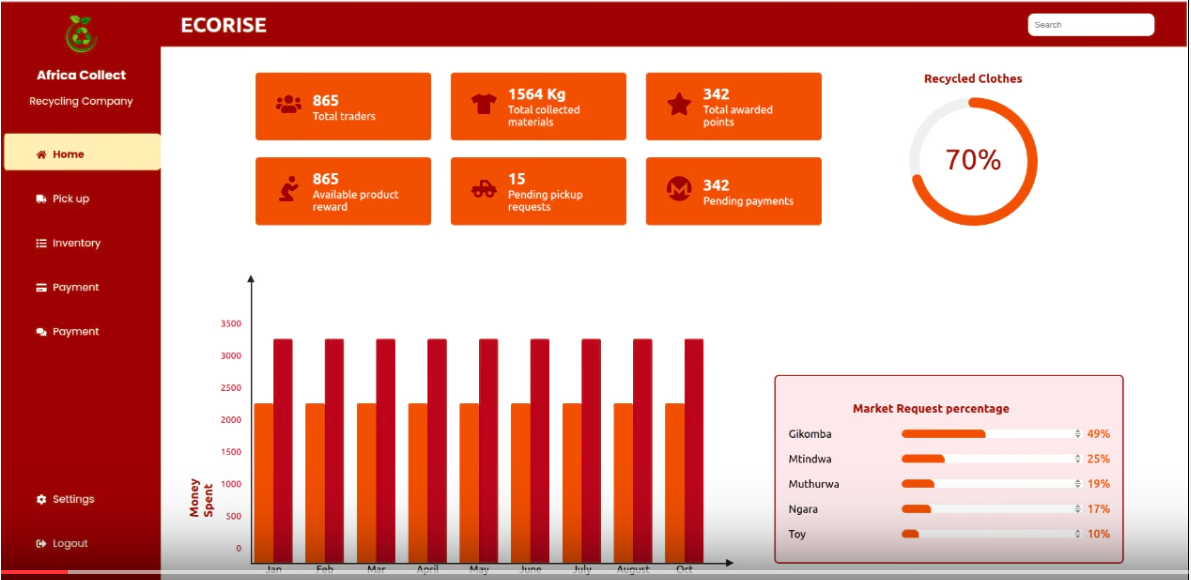 ECORISE
Search
Africa Collect
Recycling Company
Home
Pick up
Inventory
Payment
Payment
Settings
Logout
865
Total traders
1564 Kg
Total collected
materials
342
Total awarded
points
865
Available product
reward
15
Pending pickup
requests
342
Pending payments
Recycled Clothes
70%
3500
3000
2500
2000
1500
1000
500
0
Money
Spent
Jan Feb Mar April May June July August Oct
Market Request percentage
Gikomba 49%
Mtindwa 25%
Muthurwa 19%
Ngara 17%
Toy 10%